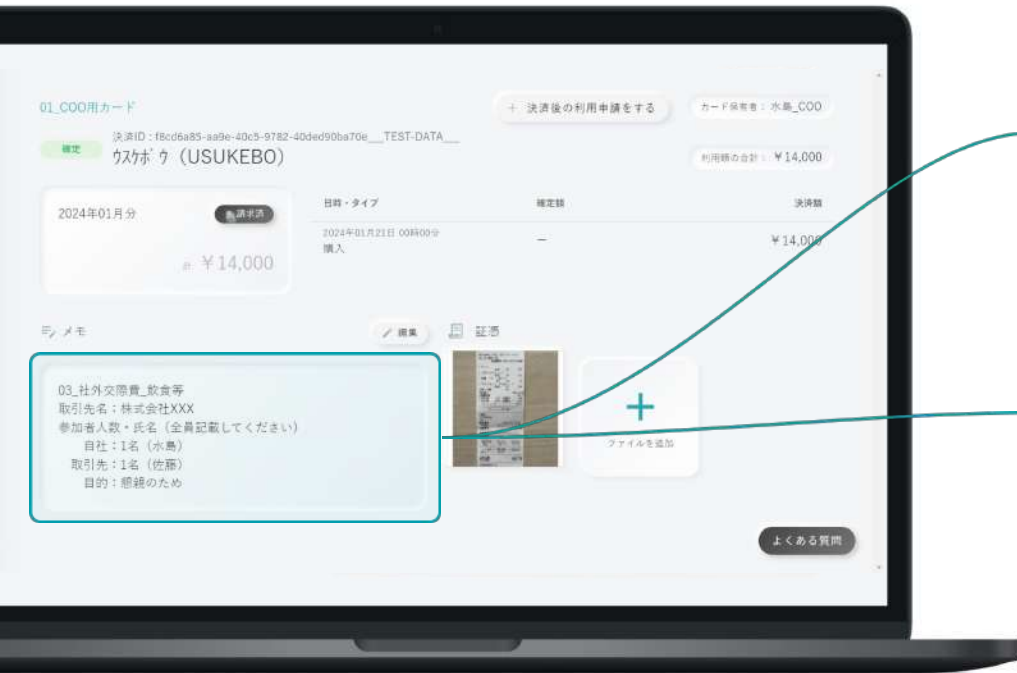 01_COO用カード
+ 決済後の利用申請をする
カード保有者：水島_COO
確定
決済ID：f8cd6a85-aa9e-40c5-9782-40ded90ba70e___TEST-DATA___
ウスケボウ（USUKEBO）
利用額の合計：￥14,000
2024年01月分
請求済
計 ￥14,000
日時・タイプ
確定額
決済額
2024年01月21日 00時00分
購入
—
￥14,000
メモ
編集
証憑
03_社外交際費_飲食等
取引先名：株式会社XXX
参加者人数・氏名（全員記載してください）
自社：1名（水島）
取引先：1名（佐藤）
目的：懇親のため
ファイルを追加
よくある質問